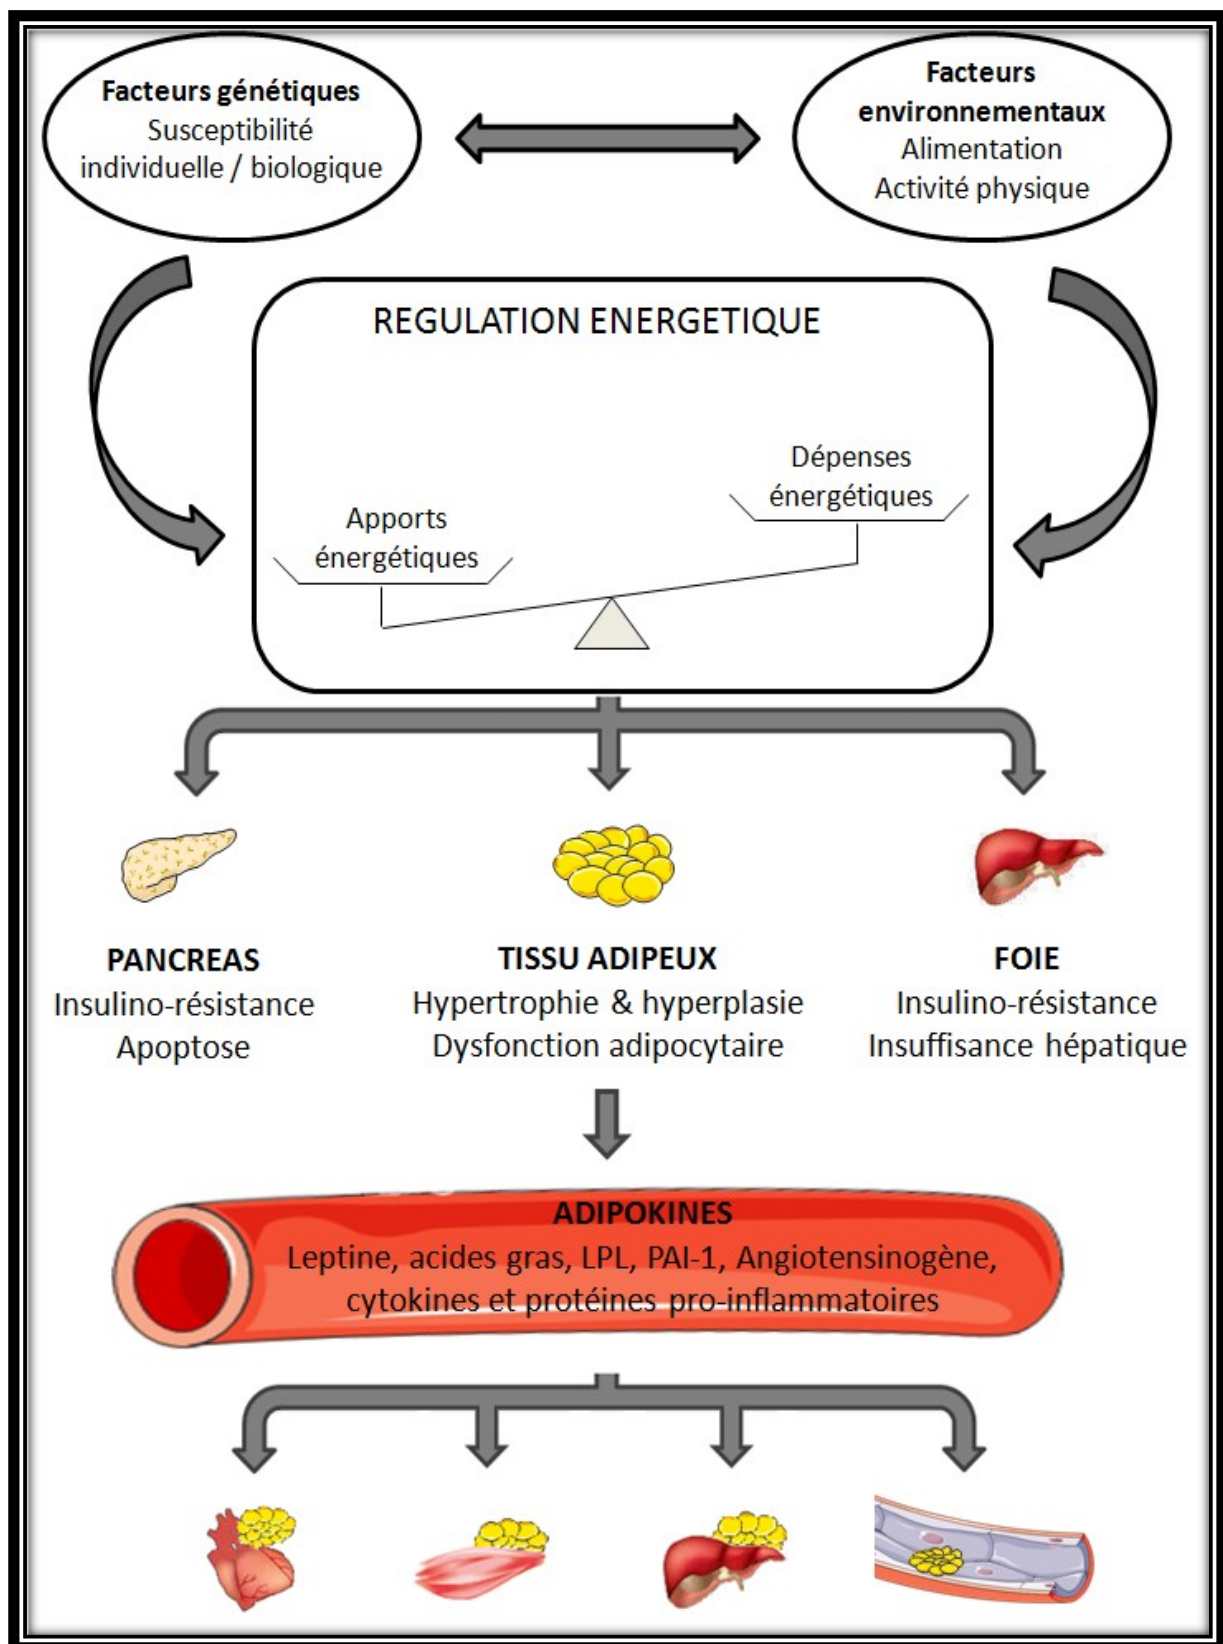 Facteurs génétiques
Susceptibilité
individuelle / biologique
Facteurs
environnementaux
Alimentation
Activité physique
REGULATION ENERGETIQUE
Apports
énergétiques
Dépenses
énergétiques
PANCREAS
Insulino-résistance
Apoptose
TISSU ADIPEUX
Hypertrophie & hyperplasie
Dysfonction adipocytaire
FOIE
Insulino-résistance
Insuffisance hépatique
ADIPOKINES
Leptine, acides gras, LPL, PAI-1, Angiotensinogène,
cytokines et protéines pro-inflammatoires